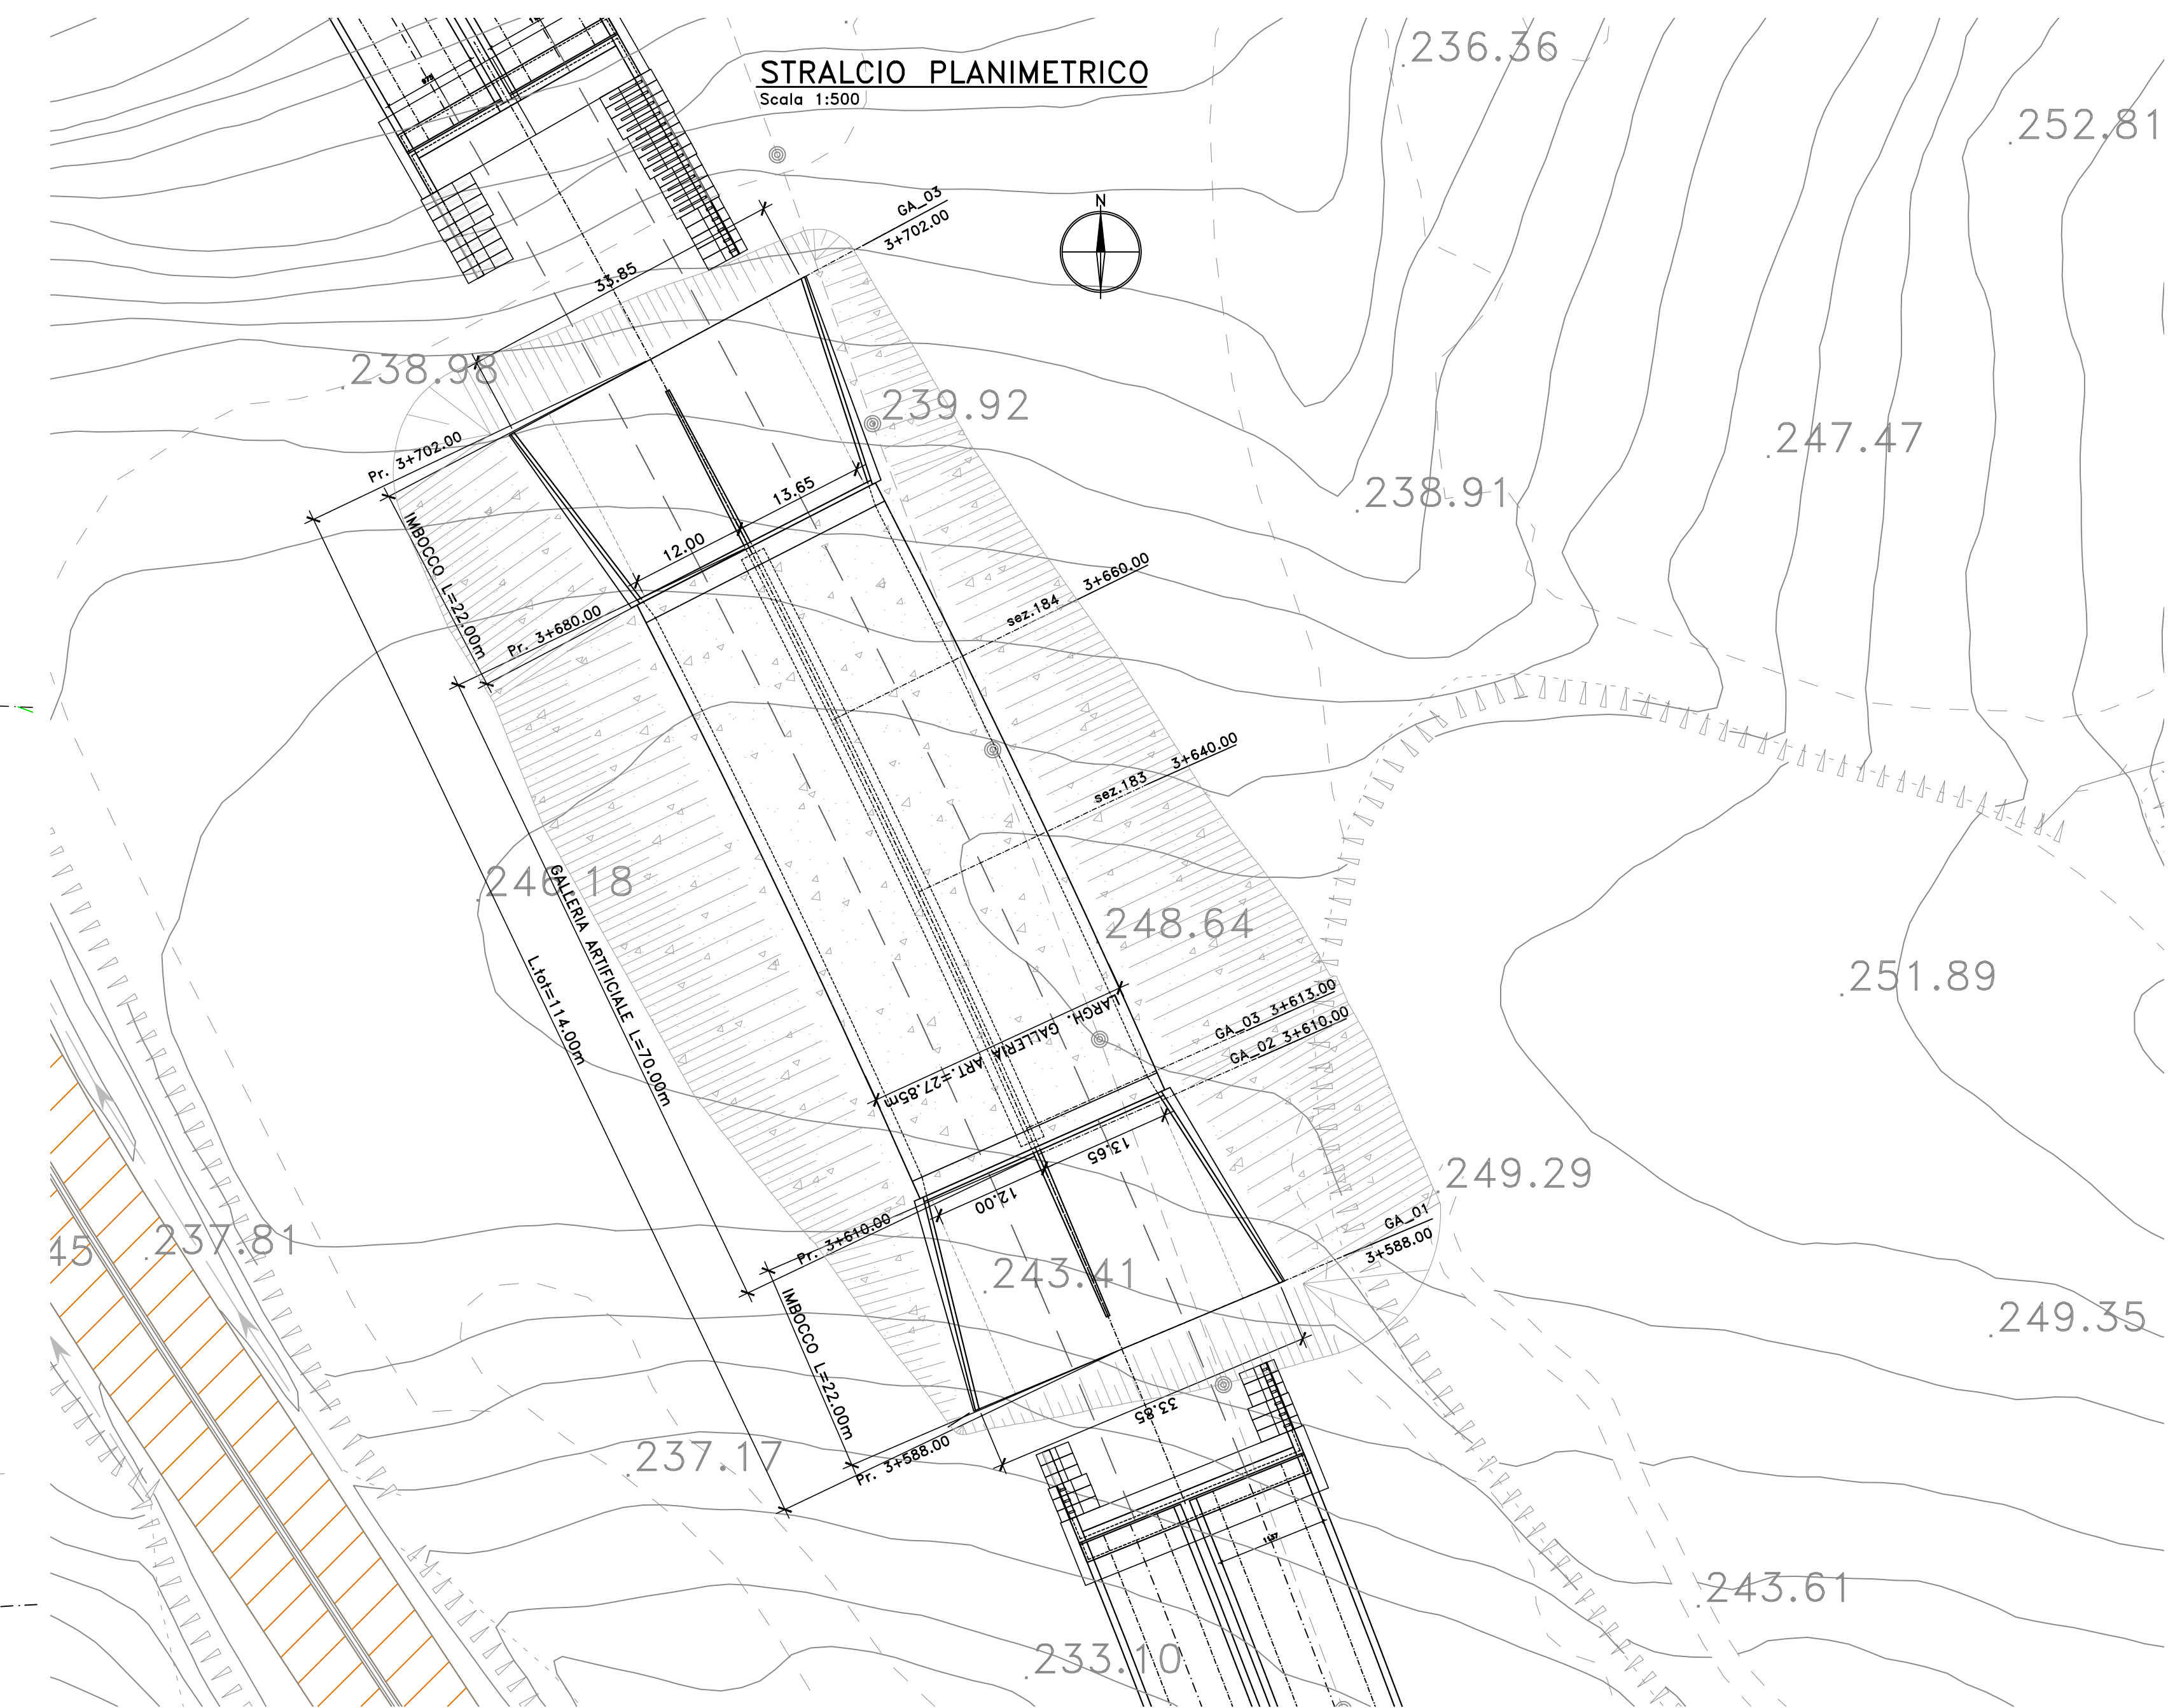 STRALCIO PLANIMETRICO
Scala 1:500
236.36
252.81
N
GA_03
3+702.00
33.85
238.98
239.92
247.47
238.91
Pr. 3+702.00
13.65
12.00
IMBOCCO L=22.00m
Pr. 3+680.00
3+660.00
sez.184
3+640.00
sez.183
246.18
248.64
GALLERIA ARTIFICIALE L=70.00m
L.tot=114.00m
LARGH. GALLERIA ART.=27.85m
251.89
GA_03 3+613.00
GA_02 3+610.00
13.65
12.00
249.29
GA_01
3+588.00
45
237.81
Pr. 3+610.00
243.41
IMBOCCO L=22.00m
249.35
33.85
237.17
Pr. 3+588.00
243.61
233.10